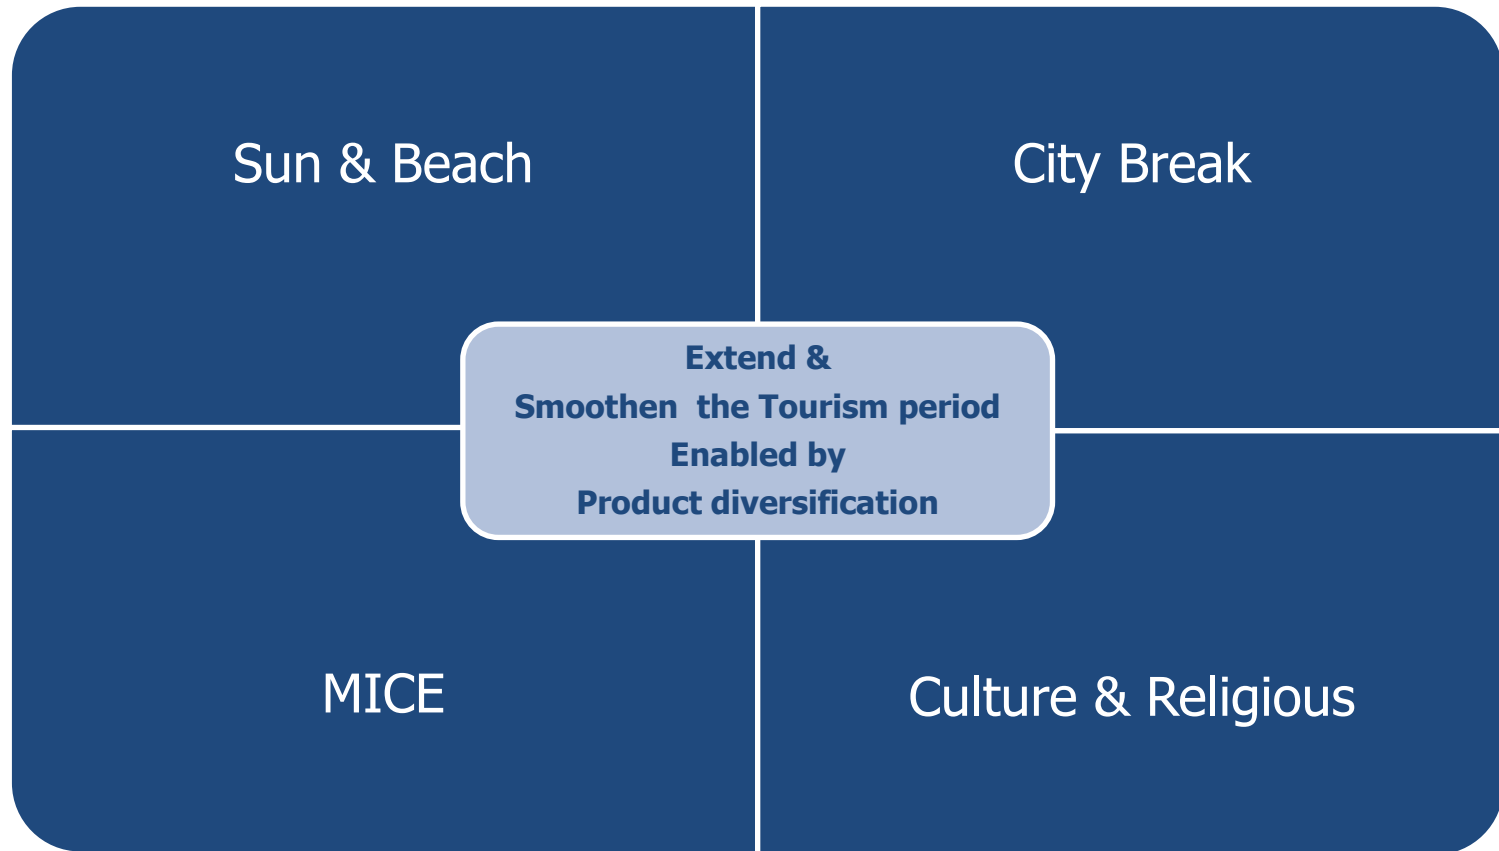 Sun & Beach
City Break
Extend &
Smoothen the Tourism period
Enabled by
Product diversification
MICE
Culture & Religious